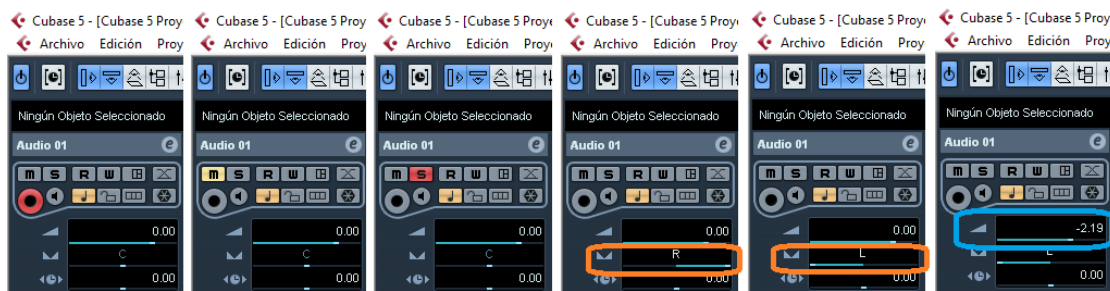 Cubase 5 - [Cubase 5 Proy
Archivo Edición Proy
Ningún Objeto Seleccionado
Audio 01 e
m S R W
0.00
C
0.00
Cubase 5 - [Cubase 5 Proy
Archivo Edición Proy
Ningún Objeto Seleccionado
Audio 01 e
m S R W
0.00
C
0.00
Cubase 5 - [Cubase 5 Proy
Archivo Edición Proy
Ningún Objeto Seleccionado
Audio 01 e
m S R W
0.00
C
0.00
Cubase 5 - [Cubase 5 Proy
Archivo Edición Proy
Ningún Objeto Seleccionado
Audio 01 e
m S R W
0.00
R
0.00
Cubase 5 - [Cubase 5 Proy
Archivo Edición Proy
Ningún Objeto Seleccionado
Audio 01 e
m S R W
0.00
L
0.00
Cubase 5 - [Cubase 5 Proy
Archivo Edición Proy
Ningún Objeto Seleccionado
Audio 01 e
m S R W
-2.19
L
0.00